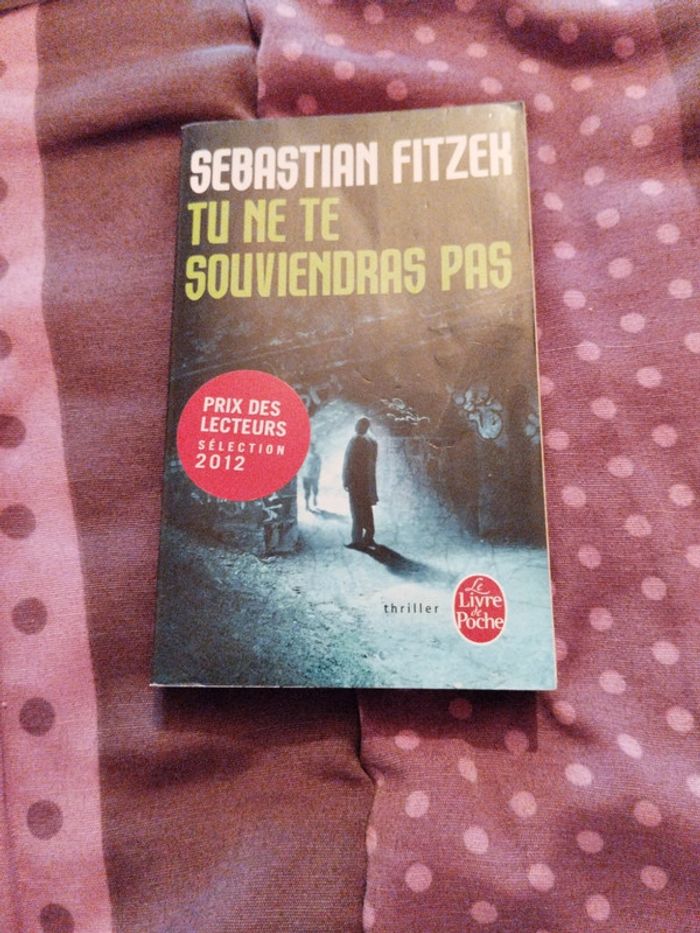 SEBASTIAN FITZEK
TU NE TE
SOUVIENDRAS PAS
PRIX DES
LECTEURS
SÉLECTION
2012
thriller
Le
Livre
de
Poche